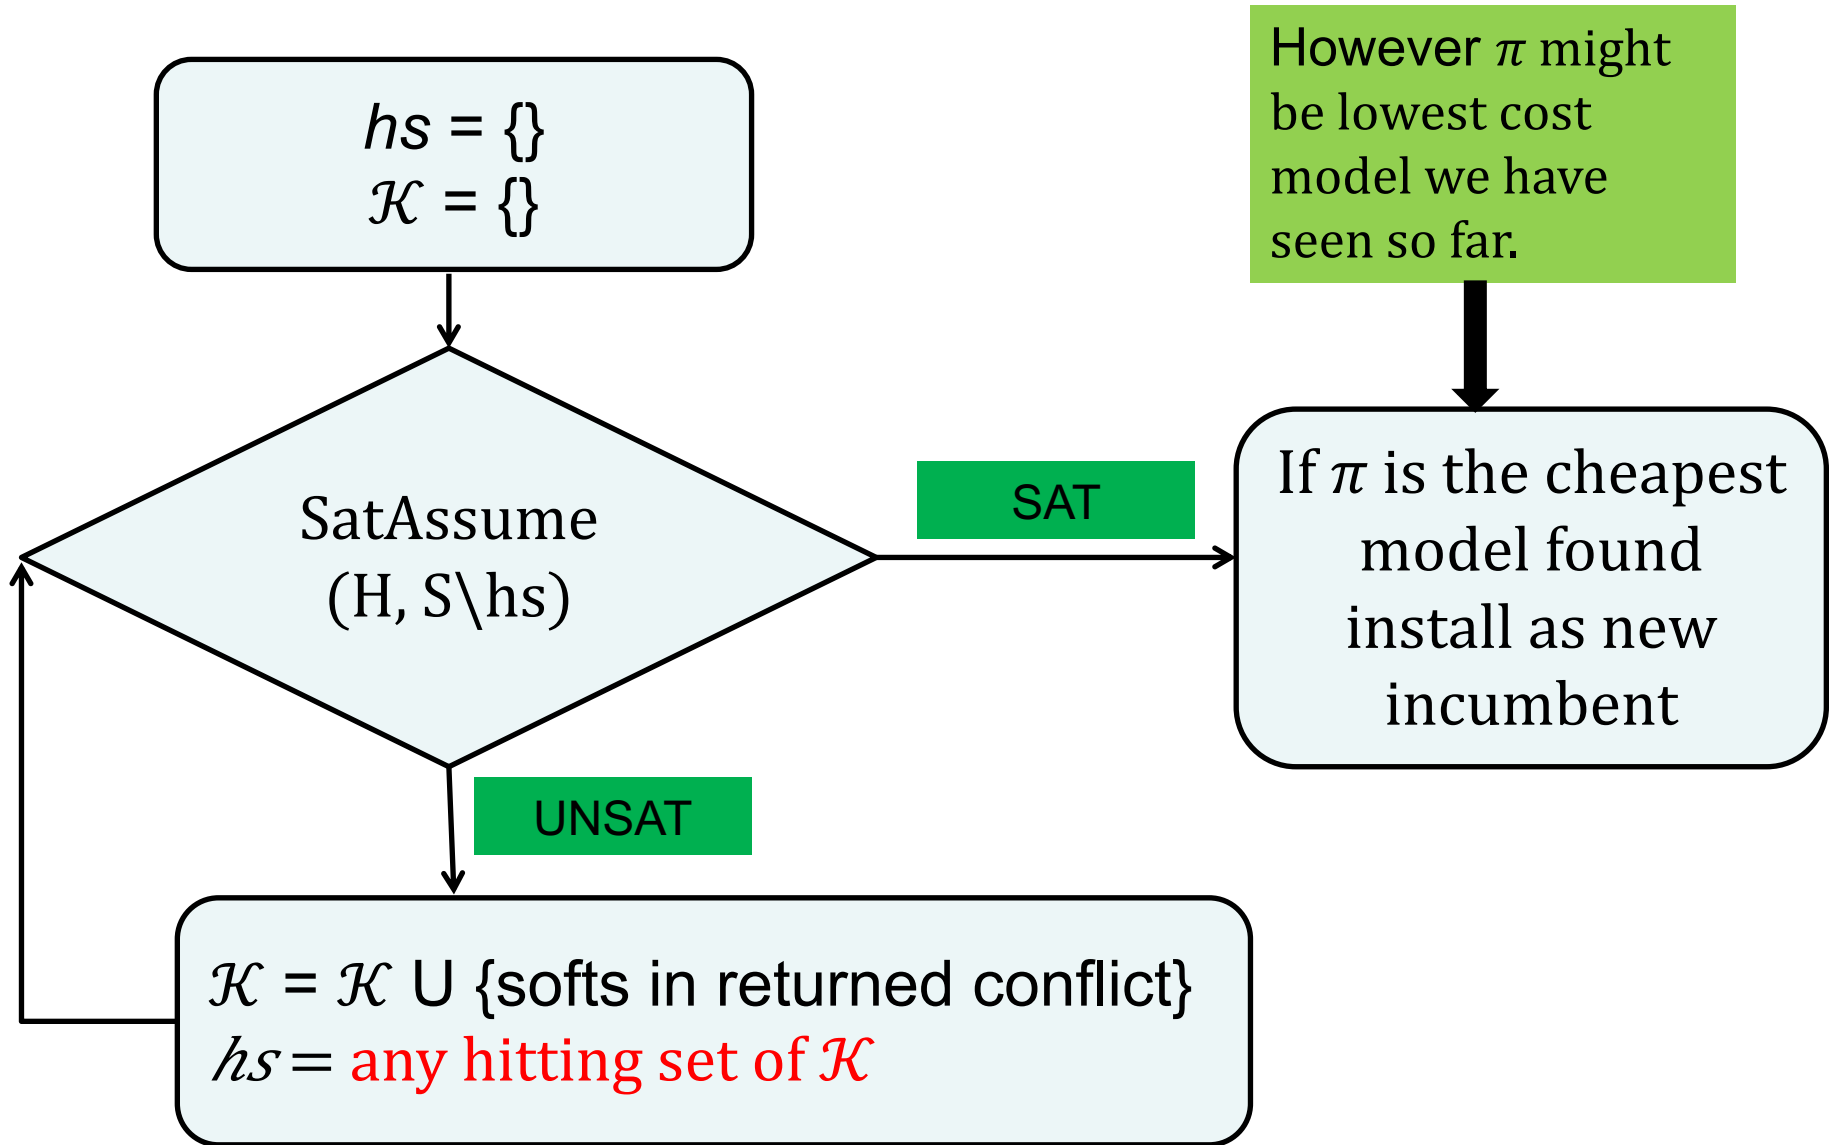 hs = {}
𝒦 = {}
However π might
be lowest cost
model we have
seen so far.
SatAssume
(H, S\hs)
SAT
If π is the cheapest
model found
install as new
incumbent
UNSAT
𝒦 = 𝒦 U {softs in returned conflict}
hs = any hitting set of 𝒦